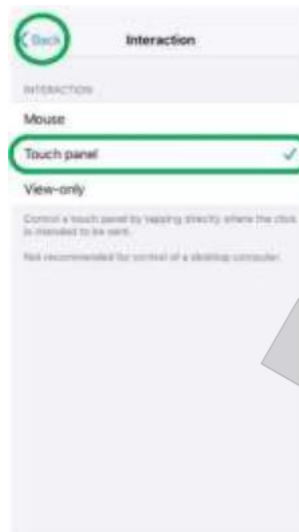 Back Interaction
INTERACTION
Mouse
Touch panel
View-only
Control a touch panel by tapping directly where the click
is intended to be sent.
Not recommended for control of a desktop computer.